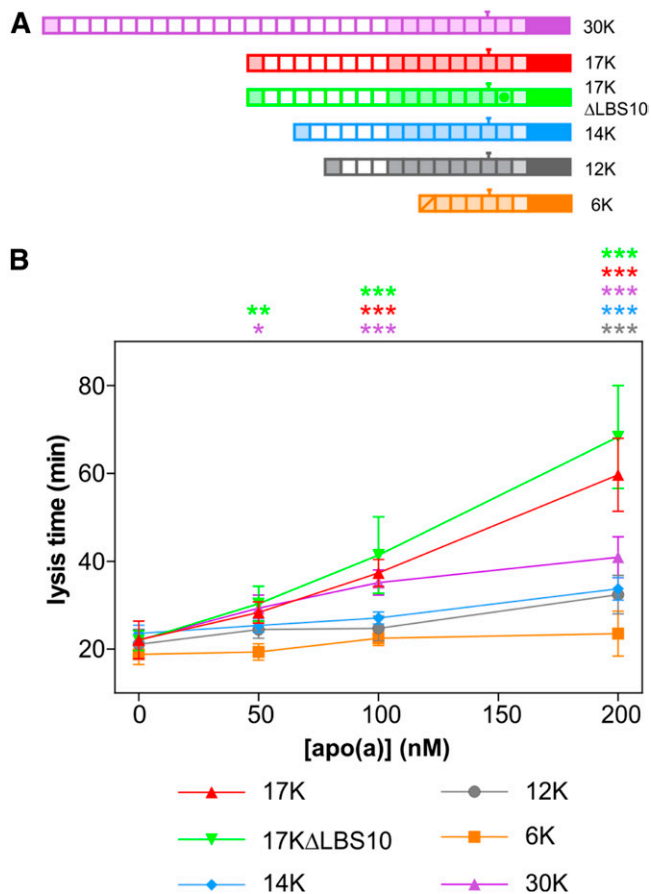 A
30K
17K
17K
ΔLBS10
14K
12K
6K
B
*** 
*** ***
** *** ***
* *** ***
***
lysis time (min)
80
60
40
20
0 50 100 150 200
[apo(a)] (nM)
17K 12K
17KΔLBS10 6K
14K 30K